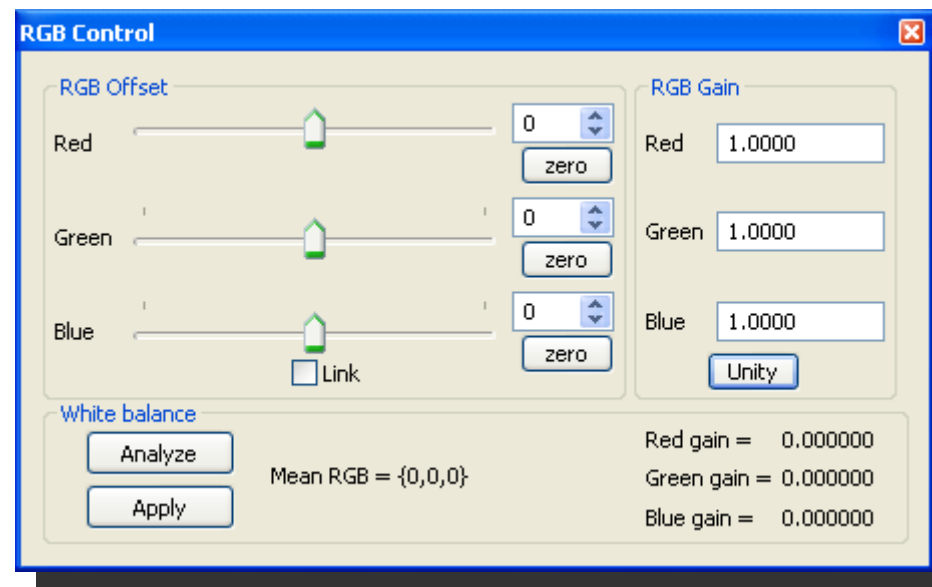 RGB Control
RGB Offset
Red
0
zero
Green
0
zero
Blue
0
zero
Link
RGB Gain
Red
1.0000
Green
1.0000
Blue
1.0000
Unity
White balance
Analyze
Apply
Mean RGB = {0,0,0}
Red gain = 0.000000
Green gain = 0.000000
Blue gain = 0.000000